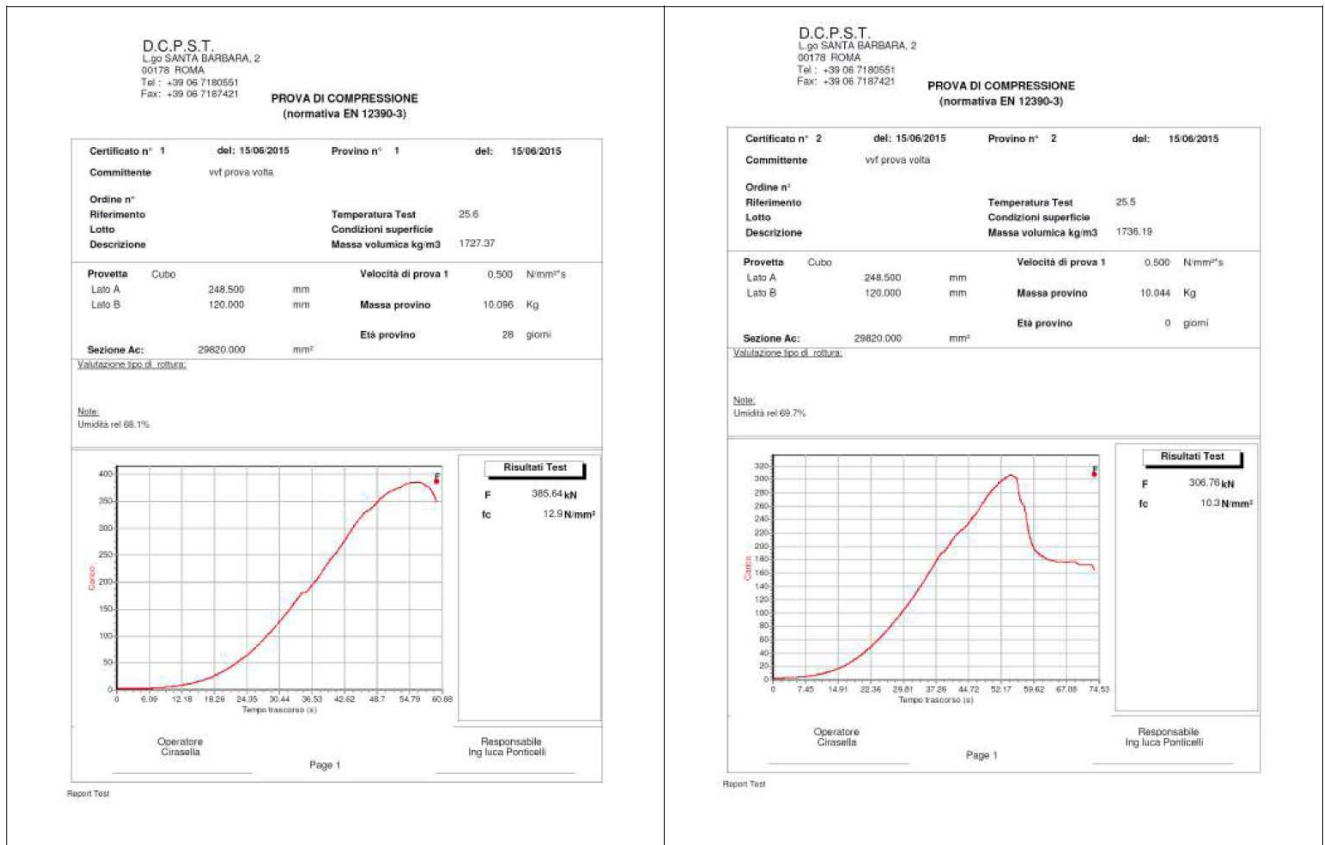 D.C.P.S.T.
L.go SANTA BARBARA, 2
00178 ROMA
Tel : +39 06 7180551
Fax: +39 06 7187421
PROVA DI COMPRESSIONE
(normativa EN 12390-3)
Certificato n° 1 del: 15/06/2015 Provino n° 1 del: 15/06/2015
Committente vvf prova volta
Ordine n°
Riferimento Temperatura Test 25.6
Lotto Condizioni superficie
Descrizione Massa volumica kg/m3 1727.37
Provetta Cubo Velocità di prova 1 0.500 N/mm²*s
Lato A 248.500 mm
Lato B 120.000 mm Massa provino 10.096 Kg
Età provino 28 giorni
Sezione Ac: 29820.000 mm²
Valutazione tipo di rottura:
Note:
Umidità rel 68.1%
Risultati Test
F 385.64 kN
fc 12.9 N/mm²
F
400
350
300
250
200
150
100
50
0
Carico
0 6.09 12.18 18.26 24.35 30.44 36.53 42.62 48.7 54.79 60.88
Tempo trascorso (s)
Operatore Responsabile
Cirasella Ing luca Ponticelli
Page 1
Report Test
D.C.P.S.T.
L.go SANTA BARBARA, 2
00178 ROMA
Tel : +39 06 7180551
Fax: +39 06 7187421
PROVA DI COMPRESSIONE
(normativa EN 12390-3)
Certificato n° 2 del: 15/06/2015 Provino n° 2 del: 15/06/2015
Committente vvf prova volta
Ordine n°
Riferimento Temperatura Test 25.5
Lotto Condizioni superficie
Descrizione Massa volumica kg/m3 1736.19
Provetta Cubo Velocità di prova 1 0.500 N/mm²*s
Lato A 248.500 mm
Lato B 120.000 mm Massa provino 10.044 Kg
Età provino 0 giorni
Sezione Ac: 29820.000 mm²
Valutazione tipo di rottura:
Note:
Umidità rel 69.7%
Risultati Test
F 306.76 kN
fc 10.3 N/mm²
F
320
300
280
260
240
220
200
180
160
140
120
100
80
60
40
20
0
Carico
0 7.45 14.91 22.36 29.81 37.26 44.72 52.17 59.62 67.08 74.53
Tempo trascorso (s)
Operatore Responsabile
Cirasella Ing luca Ponticelli
Page 1
Report Test